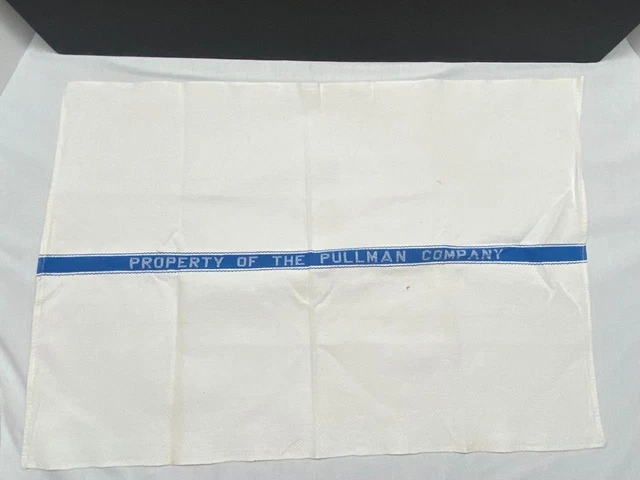 PROPERTY OF THE PULLMAN COMPANY